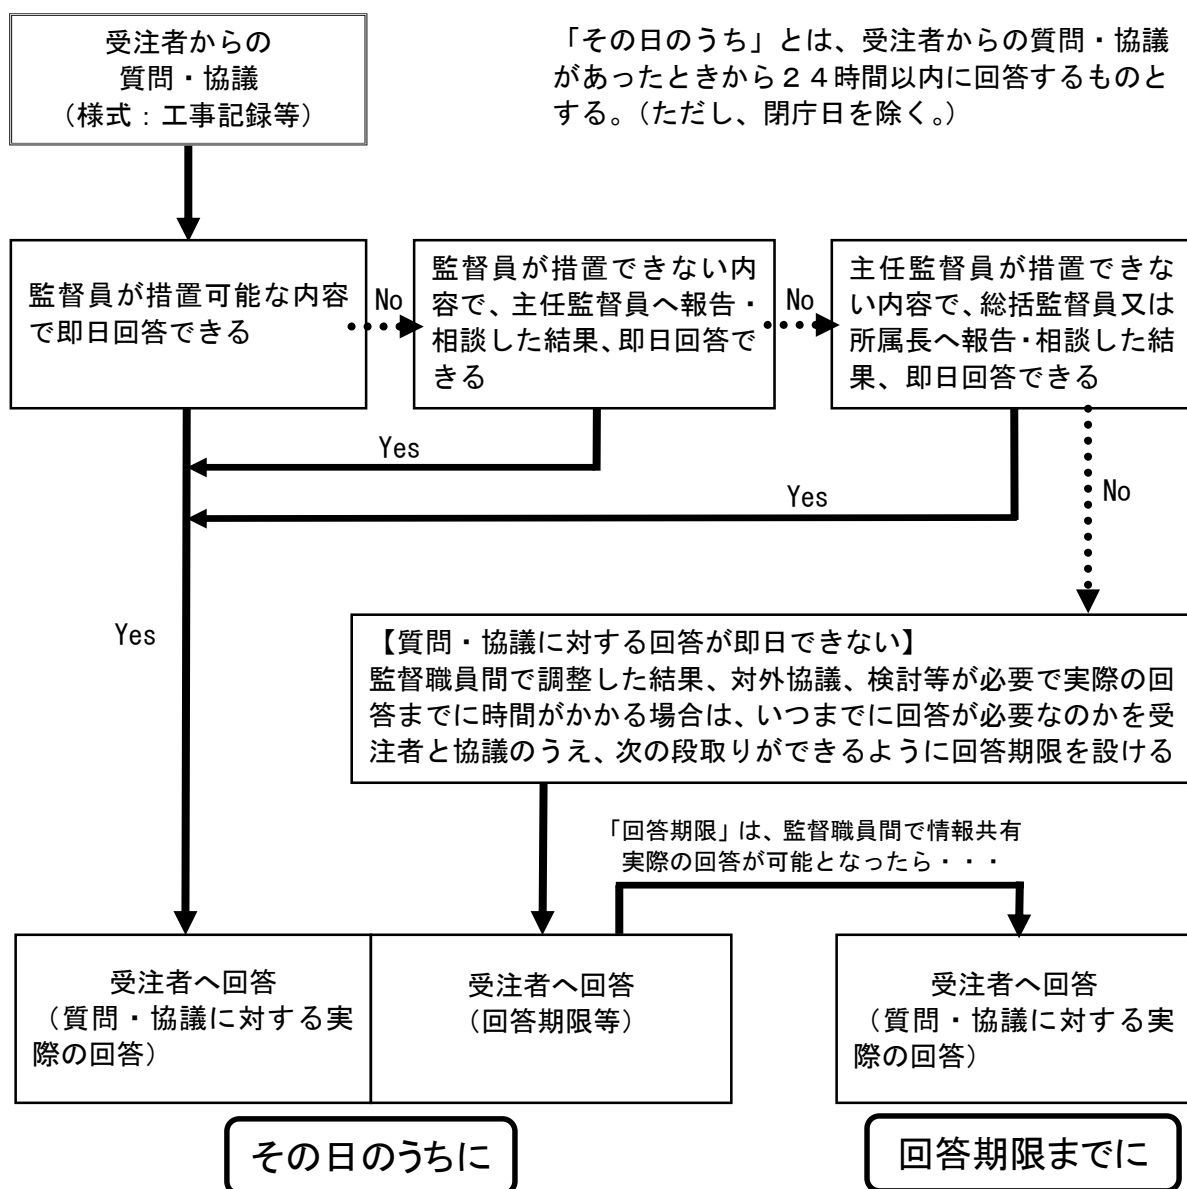 受注者からの
質問・協議
（様式：工事記録等）
「その日のうち」とは、受注者からの質問・協議
があったときから２４時間以内に回答するものと
する。（ただし、閉庁日を除く。）
監督員が措置可能な内容
で即日回答できる
No
監督員が措置できない内
容で、主任監督員へ報告・
相談した結果、即日回答で
きる
No
主任監督員が措置できな
い内容で、総括監督員又は
所属長へ報告・相談した結
果、即日回答できる
Yes
Yes
No
Yes
【質問・協議に対する回答が即日できない】
監督職員間で調整した結果、対外協議、検討等が必要で実際の回
答までに時間がかかる場合は、いつまでに回答が必要なのかを受
注者と協議のうえ、次の段取りができるように回答期限を設ける
「回答期限」は、監督職員間で情報共有
実際の回答が可能となったら・・・
受注者へ回答
（質問・協議に対する実
際の回答）
受注者へ回答
（回答期限等）
受注者へ回答
（質問・協議に対する実
際の回答）
その日のうちに
回答期限までに